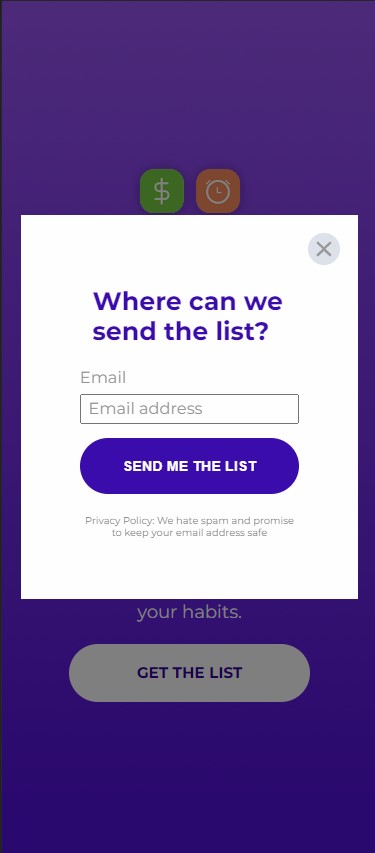 $
Where can we
send the list?
Email
Email address
SEND ME THE LIST
Privacy Policy: We hate spam and promise
to keep your email address safe
your habits.
GET THE LIST